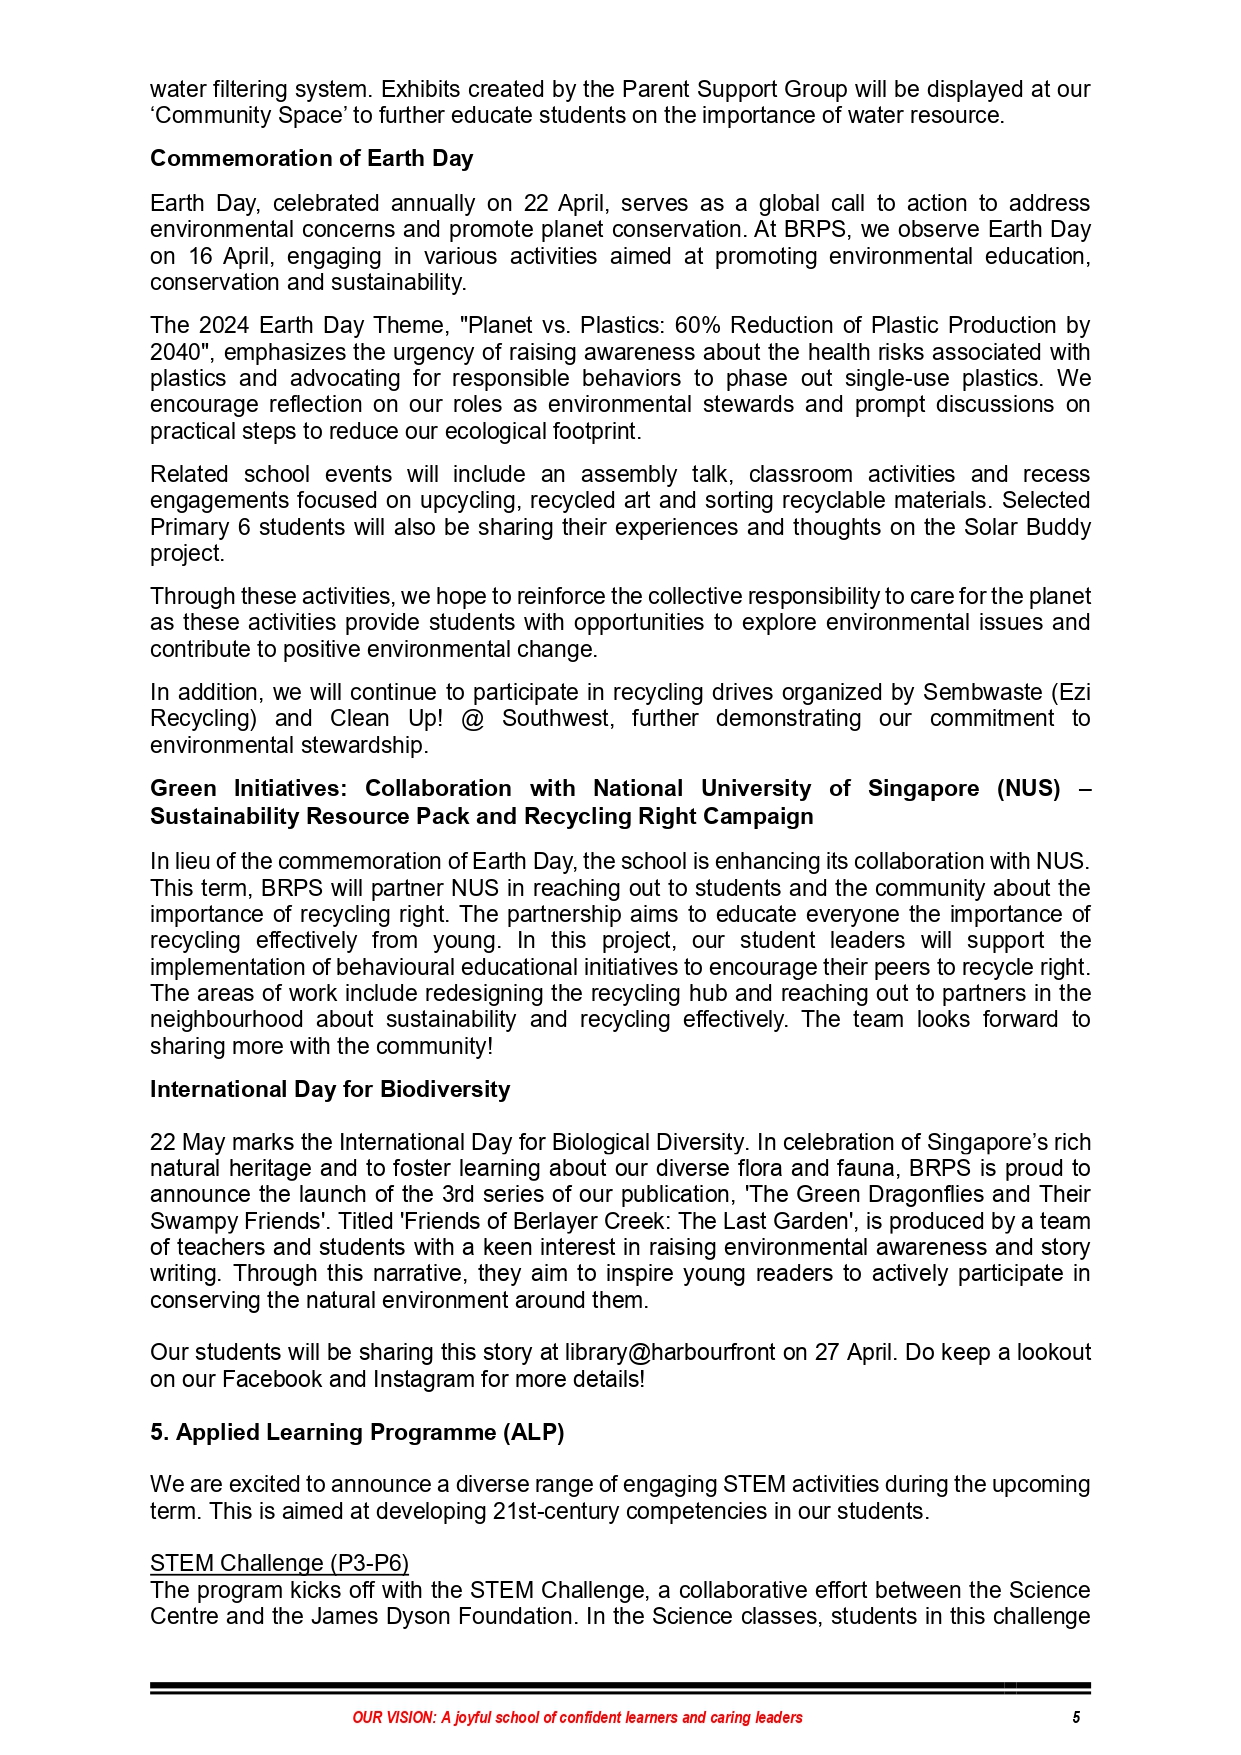 water filtering system. Exhibits created by the Parent Support Group will be displayed at our
‘Community Space’ to further educate students on the importance of water resource.
Commemoration of Earth Day
Earth Day, celebrated annually on 22 April, serves as a global call to action to address
environmental concerns and promote planet conservation. At BRPS, we observe Earth Day
on 16 April, engaging in various activities aimed at promoting environmental education,
conservation and sustainability.
The 2024 Earth Day Theme, "Planet vs. Plastics: 60% Reduction of Plastic Production by
2040", emphasizes the urgency of raising awareness about the health risks associated with
plastics and advocating for responsible behaviors to phase out single-use plastics. We
encourage reflection on our roles as environmental stewards and prompt discussions on
practical steps to reduce our ecological footprint.
Related school events will include an assembly talk, classroom activities and recess
engagements focused on upcycling, recycled art and sorting recyclable materials. Selected
Primary 6 students will also be sharing their experiences and thoughts on the Solar Buddy
project.
Through these activities, we hope to reinforce the collective responsibility to care for the planet
as these activities provide students with opportunities to explore environmental issues and
contribute to positive environmental change.
In addition, we will continue to participate in recycling drives organized by Sembwaste (Ezi
Recycling) and Clean Up! @ Southwest, further demonstrating our commitment to
environmental stewardship.
Green Initiatives: Collaboration with National University of Singapore (NUS) –
Sustainability Resource Pack and Recycling Right Campaign
In lieu of the commemoration of Earth Day, the school is enhancing its collaboration with NUS.
This term, BRPS will partner NUS in reaching out to students and the community about the
importance of recycling right. The partnership aims to educate everyone the importance of
recycling effectively from young. In this project, our student leaders will support the
implementation of behavioural educational initiatives to encourage their peers to recycle right.
The areas of work include redesigning the recycling hub and reaching out to partners in the
neighbourhood about sustainability and recycling effectively. The team looks forward to
sharing more with the community!
International Day for Biodiversity
22 May marks the International Day for Biological Diversity. In celebration of Singapore’s rich
natural heritage and to foster learning about our diverse flora and fauna, BRPS is proud to
announce the launch of the 3rd series of our publication, 'The Green Dragonflies and Their
Swampy Friends'. Titled 'Friends of Berlayer Creek: The Last Garden', is produced by a team
of teachers and students with a keen interest in raising environmental awareness and story
writing. Through this narrative, they aim to inspire young readers to actively participate in
conserving the natural environment around them.
Our students will be sharing this story at library@harbourfront on 27 April. Do keep a lookout
on our Facebook and Instagram for more details!
5. Applied Learning Programme (ALP)
We are excited to announce a diverse range of engaging STEM activities during the upcoming
term. This is aimed at developing 21st-century competencies in our students.
STEM Challenge (P3-P6)
The program kicks off with the STEM Challenge, a collaborative effort between the Science
Centre and the James Dyson Foundation. In the Science classes, students in this challenge
OUR VISION: A joyful school of confident learners and caring leaders 5